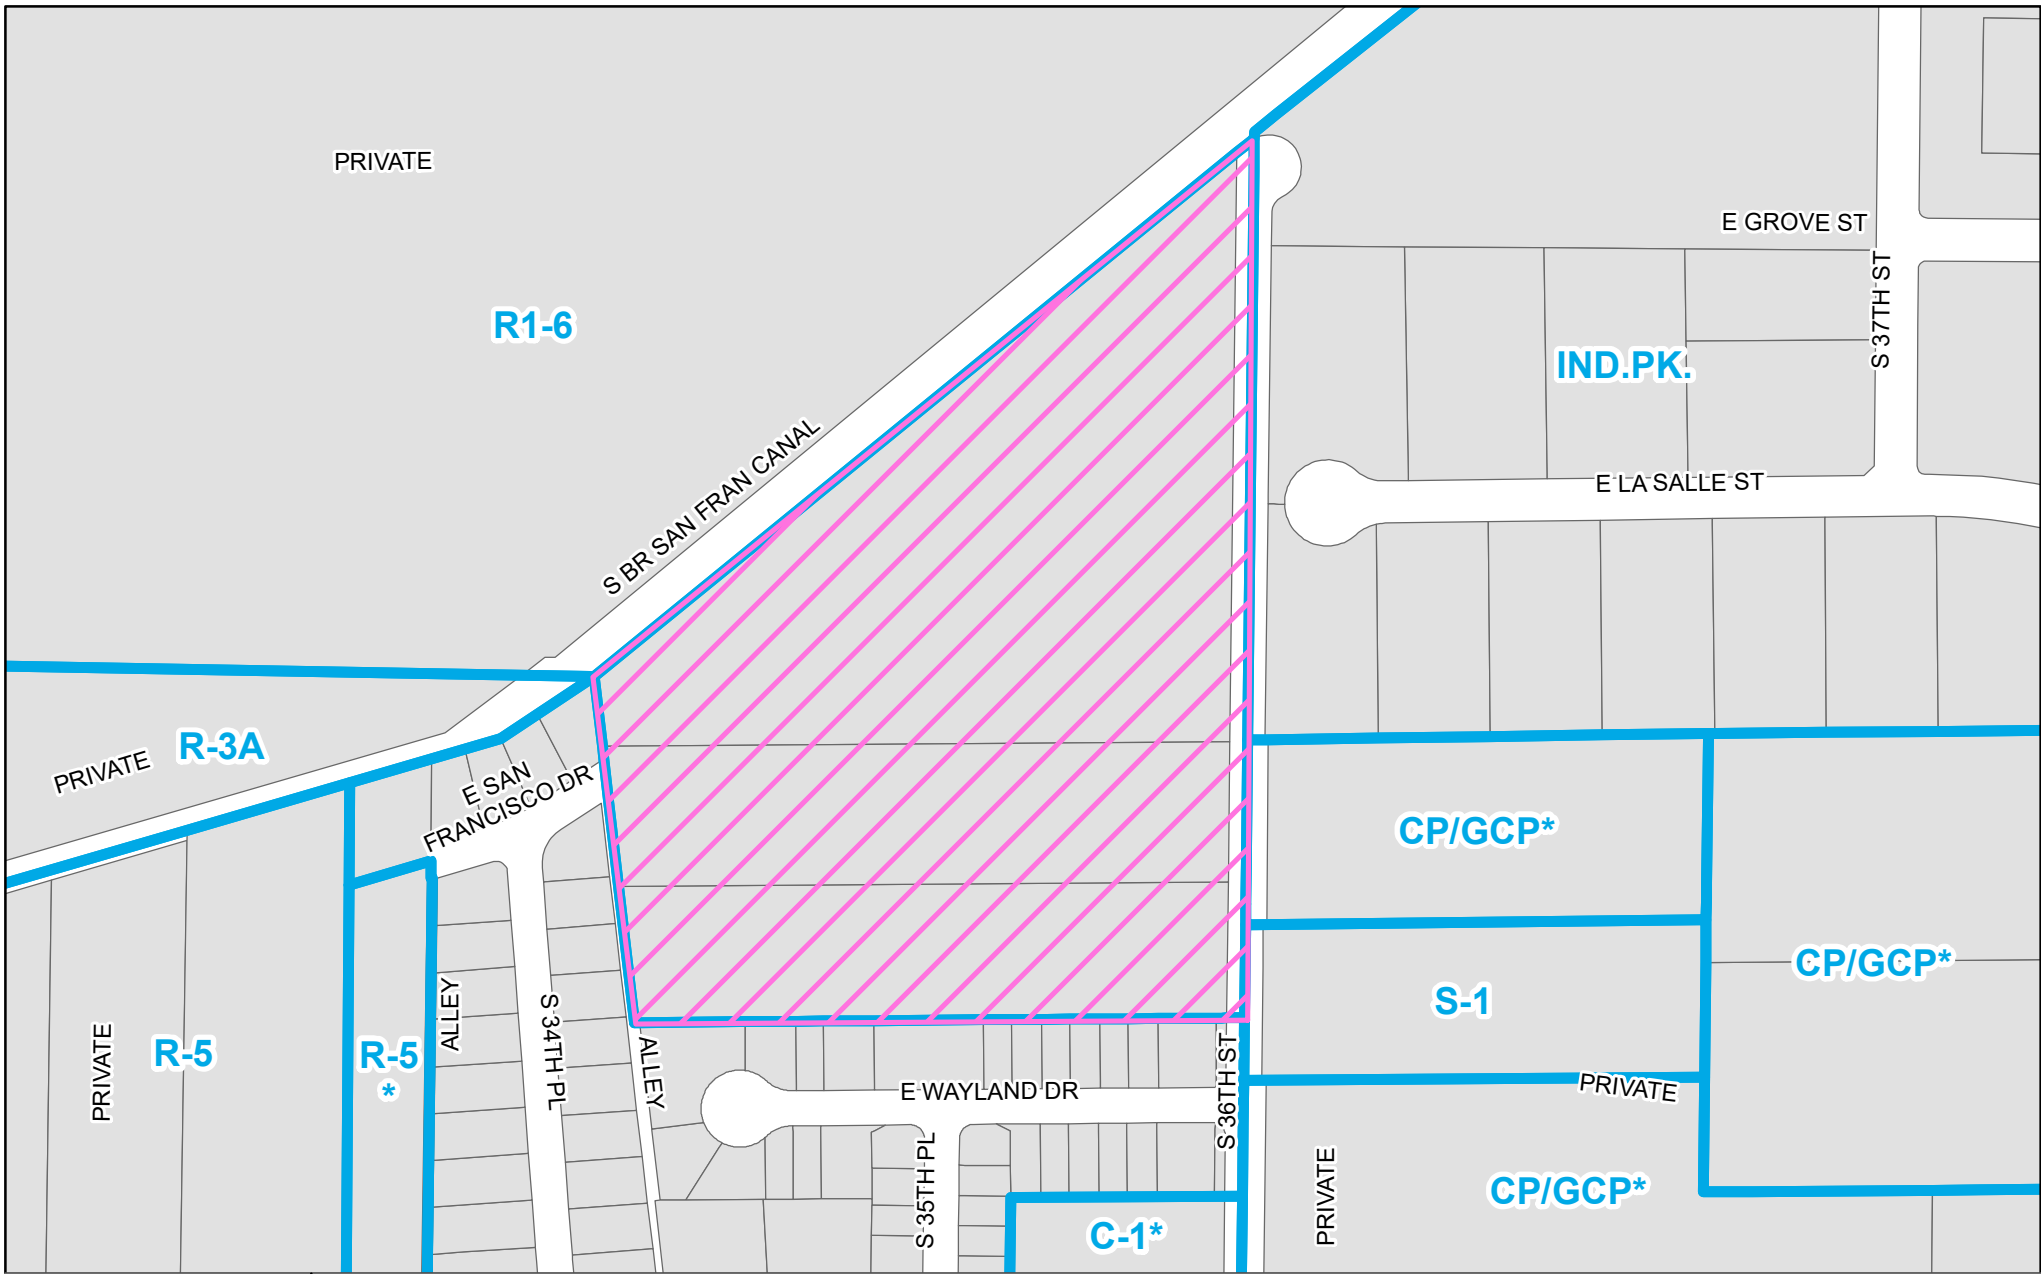 PRIVATE
E GROVE ST
S 37TH ST
R1-6
IND.PK.
S BR SAN FRAN CANAL
E LA SALLE ST
R-3A
PRIVATE
E SAN
FRANCISCO DR
CP/GCP*
CP/GCP*
S-1
ALLEY
S 34TH PL
PRIVATE
R-5
R-5
*
ALLEY
E WAYLAND DR
S 36TH ST
PRIVATE
S 35TH PL
PRIVATE
CP/GCP*
C-1*